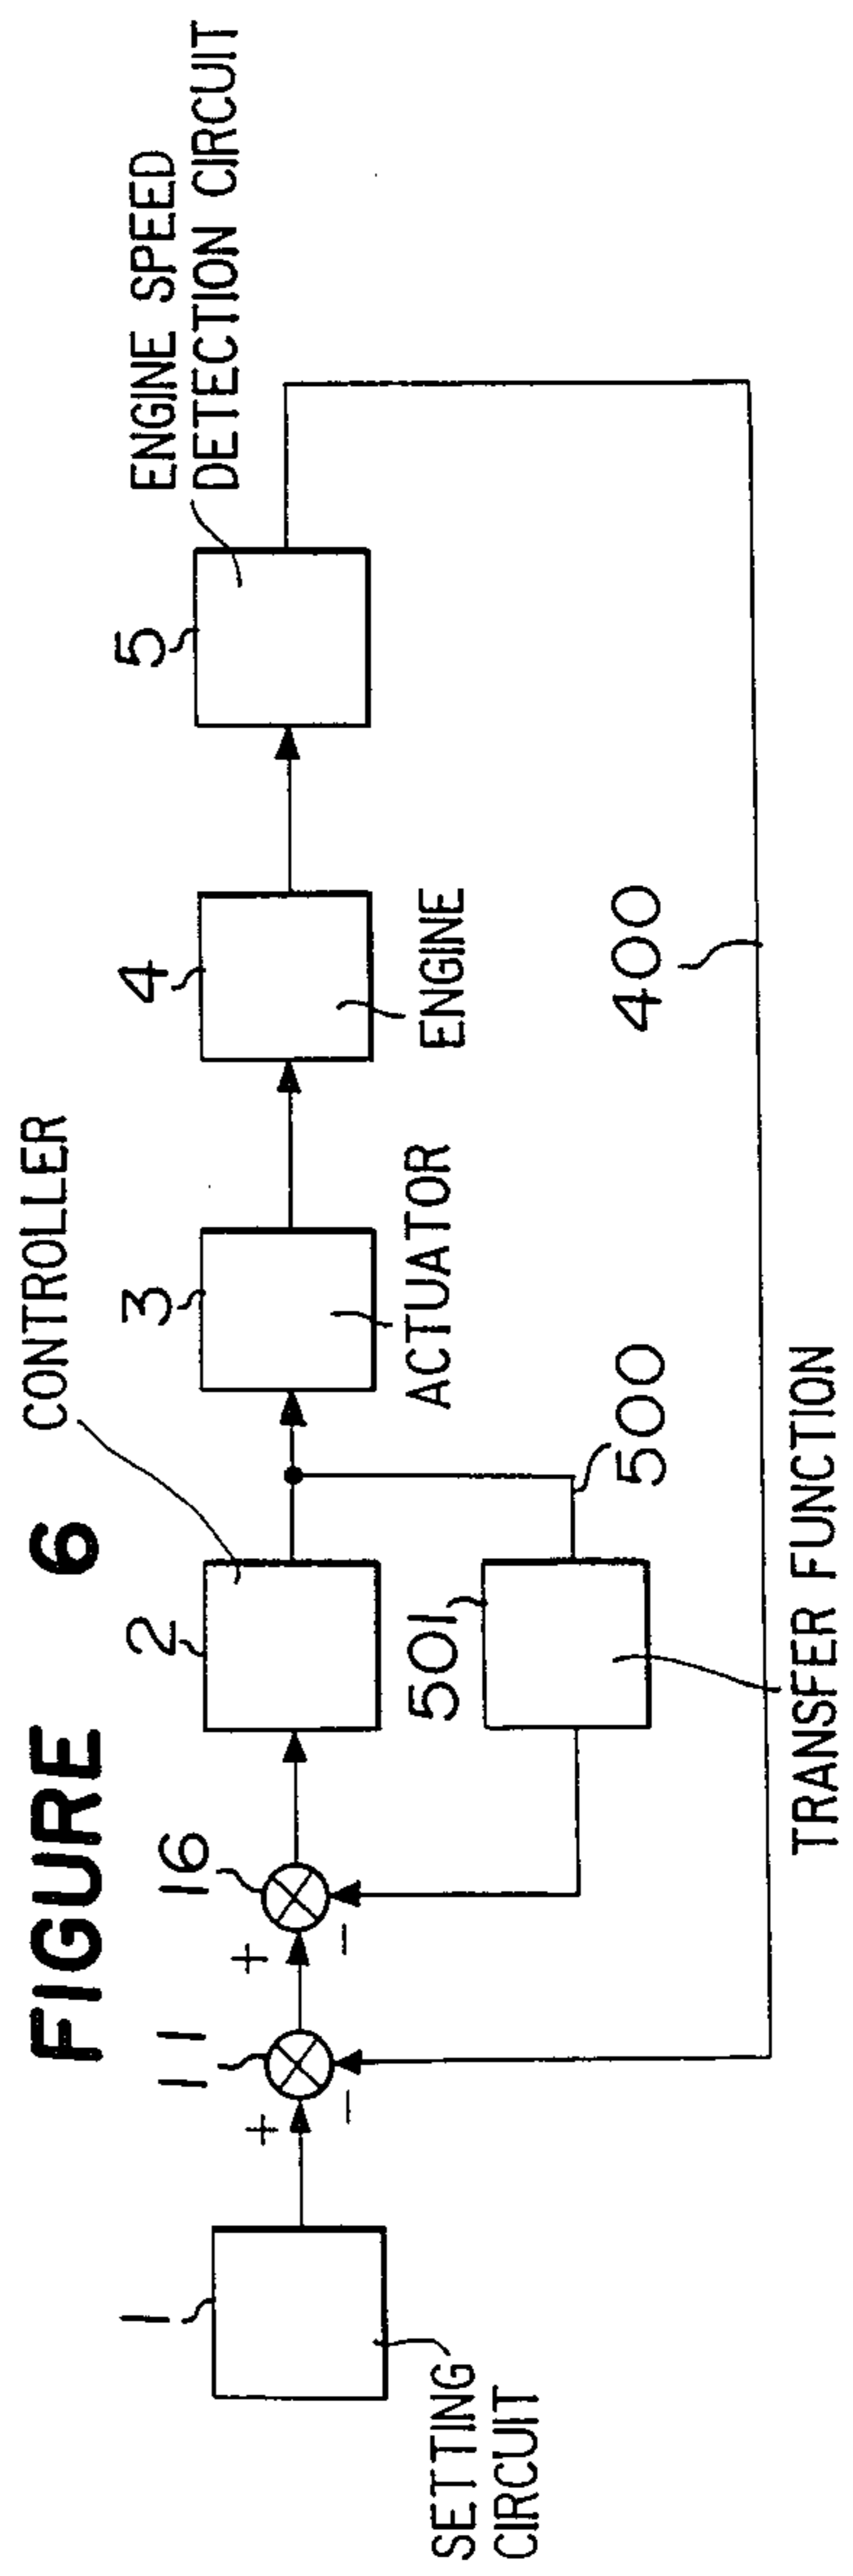 FIGURE 6
1
SETTING
CIRCUIT
+
-
11
+
-
16
2
CONTROLLER
501
TRANSFER FUNCTION
500
3
ACTUATOR
4
ENGINE
400
5
ENGINE SPEED
DETECTION CIRCUIT